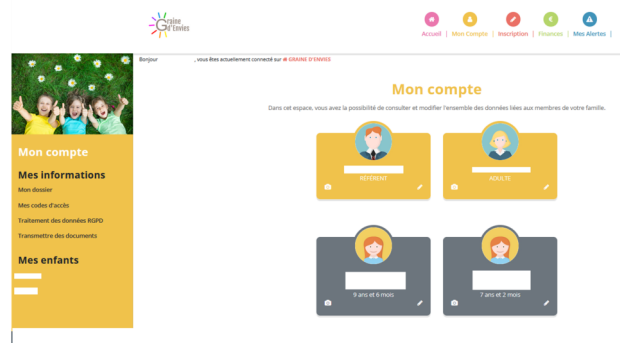 Graine
d'Envies
Accueil | Mon Compte | Inscription | Finances | Mes Alertes |
Bonjour , vous êtes actuellement connecté sur GRAINE D'ENVIES
Mon compte
Dans cet espace, vous avez la possibilité de consulter et modifier l'ensemble des données liées aux membres de votre famille.
Mon compte
Mes informations
Mon dossier
Mes codes d'accès
Traitement des données RGPD
Transmettre des documents
Mes enfants
RÉFÉRENT
ADULTE
9 ans et 6 mois
7 ans et 2 mois